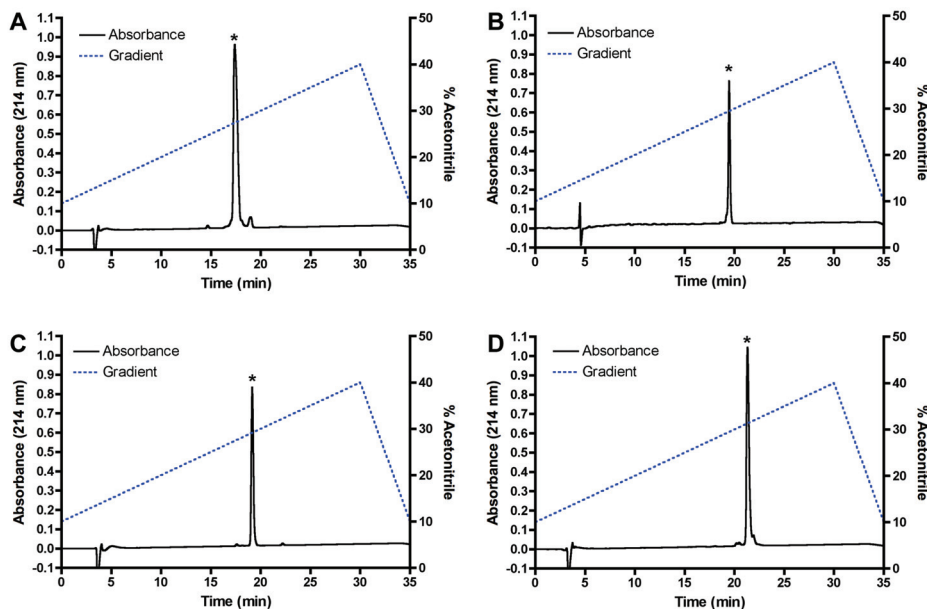 A
Absorbance
Gradient
*
Absorbance (214 nm)
1.1
1.0
0.9
0.8
0.7
0.6
0.5
0.4
0.3
0.2
0.1
0.0
-0.1
50
40
30
20
10
0
% Acetonitrile
0 5 10 15 20 25 30 35
Time (min)
B
Absorbance
Gradient
*
Absorbance (214 nm)
1.1
1.0
0.9
0.8
0.7
0.6
0.5
0.4
0.3
0.2
0.1
0.0
-0.1
50
40
30
20
10
0
% Acetonitrile
0 5 10 15 20 25 30 35
Time (min)
C
Absorbance
Gradient
*
Absorbance (214 nm)
1.1
1.0
0.9
0.8
0.7
0.6
0.5
0.4
0.3
0.2
0.1
0.0
-0.1
50
40
30
20
10
0
% Acetonitrile
0 5 10 15 20 25 30 35
Time (min)
D
Absorbance
Gradient
*
Absorbance (214 nm)
1.1
1.0
0.9
0.8
0.7
0.6
0.5
0.4
0.3
0.2
0.1
0.0
-0.1
50
40
30
20
10
0
% Acetonitrile
0 5 10 15 20 25 30 35
Time (min)